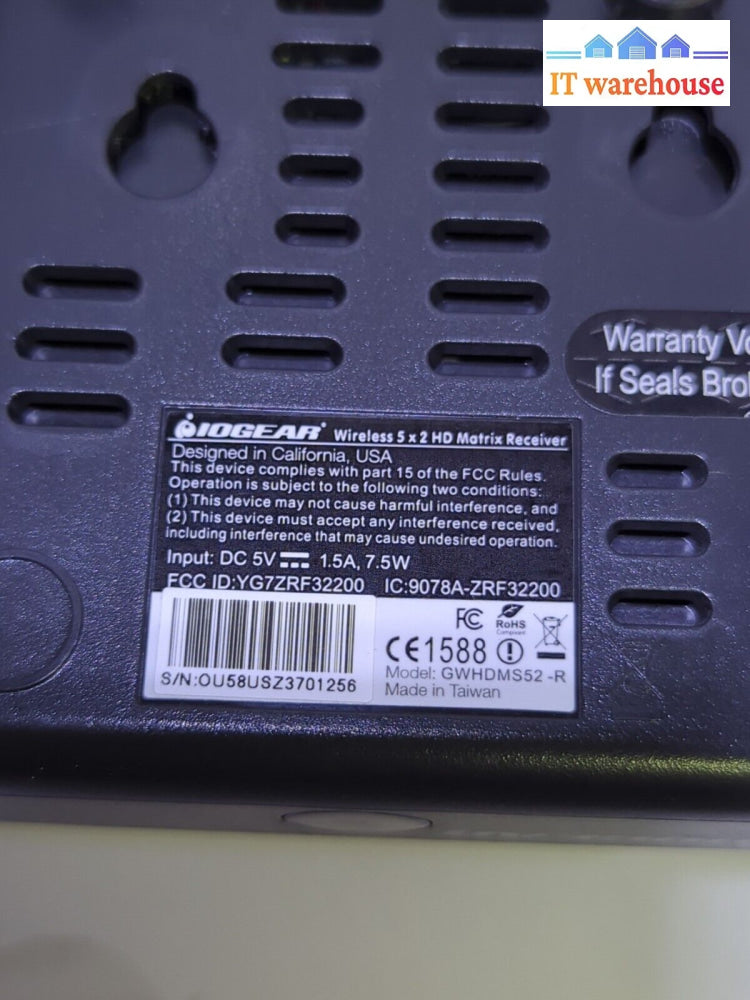 IT warehouse
Warranty
If Seals
IOGEAR Wireless 5 x 2 HD Matrix Receiver
Designed in California, USA
This device complies with part 15 of the FCC Rules.
Operation is subject to the following two conditions:
(1) This device may not cause harmful interference, and
(2) This device must accept any interference received,
including interference that may cause undesired operation.
Input: DC 5V 1.5A, 7.5W
FCC ID:YG7ZRF32200 IC:9078A-ZRF32200
FC RoHS
Compliant
CE1588
S/N:OU58USZ3701256
Model: GWHDMS52 -R
Made in Taiwan